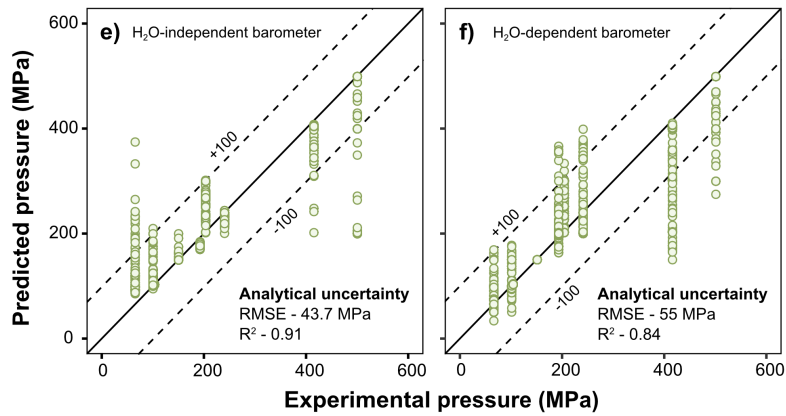 Predicted pressure (MPa)
600
400
200
0
e) H₂O-independent barometer
+100
-100
Analytical uncertainty
RMSE - 43.7 MPa
R² - 0.91
0 200 400 600
f) H₂O-dependent barometer
+100
-100
Analytical uncertainty
RMSE - 55 MPa
R² - 0.84
0 200 400 600
Experimental pressure (MPa)